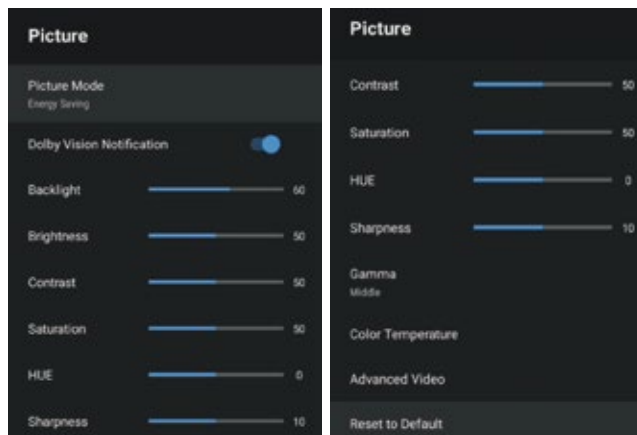 Picture
Picture Mode
Energy Saving
Dolby Vision Notification
Backlight 60
Brightness 50
Contrast 50
Saturation 50
HUE 0
Sharpness 10
Picture
Contrast 50
Saturation 50
HUE 0
Sharpness 10
Gamma
Middle
Color Temperature
Advanced Video
Reset to Default